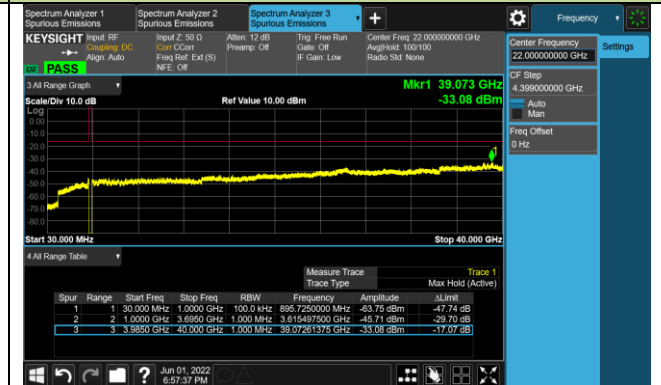 Spectrum Analyzer 1
Spurious Emissions
Spectrum Analyzer 2
Spurious Emissions
Spectrum Analyzer 3
Spurious Emissions
Frequency
KEYSIGHT
Input: RF
Coupling: DC
Align: Auto
Input Z: 50 Ω
Corr CCorr
Freq Ref: Ext (S)
NFE: Off
Atten: 12 dB
Preamp: Off
Trig: Free Run
Gate: Off
IF Gain: Low
Center Freq: 22.000000000 GHz
Avg|Hold: 100/100
Radio Std: None
LM PASS
3 All Range Graph
Mkr1 39.073 GHz
Scale/Div 10.0 dB
Ref Value 10.00 dBm
-33.08 dBm
Log
0.00
-10.0
-20.0
-30.0
-40.0
-50.0
-60.0
-70.0
-80.0
1
Start 30.000 MHz
Stop 40.000 GHz
4 All Range Table
Measure Trace Trace 1
Trace Type Max Hold (Active)
Spur Range Start Freq Stop Freq RBW Frequency Amplitude ΔLimit
1 1 30.000 MHz 1.0000 GHz 100.0 kHz 895.7250000 MHz -63.75 dBm -47.74 dB
2 2 1.0000 GHz 3.6950 GHz 1.000 MHz 3.615497500 GHz -45.71 dBm -29.70 dB
3 3 3.9850 GHz 40.000 GHz 1.000 MHz 39.07261375 GHz -33.08 dBm -17.07 dB
Center Frequency
22.000000000 GHz
Settings
CF Step
4.399000000 GHz
Auto
Man
Freq Offset
0 Hz
?
Jun 01, 2022
6:57:37 PM